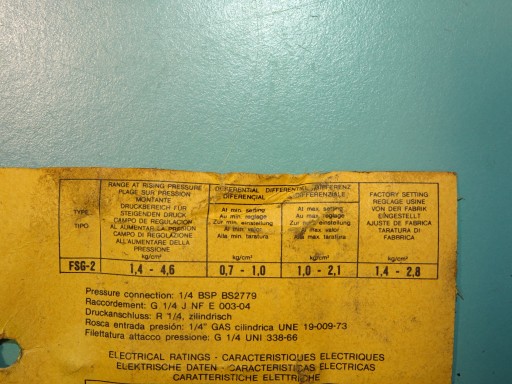 TYPE
TIPO
RANGE AT RISING PRESSURE
PLAGE SUR PRESSION
MONTANTE
DRUCKBEREICH FÜR
STEIGENDEN DRUCK
CAMPO DE REGULACION
AL AUMENTAR LA PRESION
CAMPO DI REGOLAZIONE
ALL'AUMENTARE DELLA
PRESSIONE
kg/cm²
DIFFERENTIAL DIFFERENTIEL DIFFERENZ
DIFERENCIAL DIFFERENZIALE
At min. setting
Au min. reglage
Zur min. einstellung
Al min. valor
Alla min. taratura
kg/cm²
At max. setting
Au max. reglage
Zur max. einstellung
Al max. valor
Alla max. taratura
kg/cm²
FACTORY SETTING
REGLAGE USINE
VON DER FABRIK
EINGESTELLT
AJUSTE DE FABRICA
TARATURA DI
FABBRICA
kg/cm²
FSG-2 1,4 - 4,6 0,7 - 1,0 1,0 - 2,1 1,4 - 2,8
Pressure connection: 1/4 BSP BS2779
Raccordement: G 1/4 J NF E 003-04
Druckanschluss: R 1/4, zilindrisch
Rosca entrada presión: 1/4" GAS cilindrica UNE 19-009-73
Filettatura attacco pressione: G 1/4 UNI 338-66
ELECTRICAL RATINGS - CARACTERISTIQUES ELECTRIQUES
ELEKTRISCHE DATEN - CARACTERISTICAS ELECTRICAS
CARATTERISTICHE ELETTRICHE